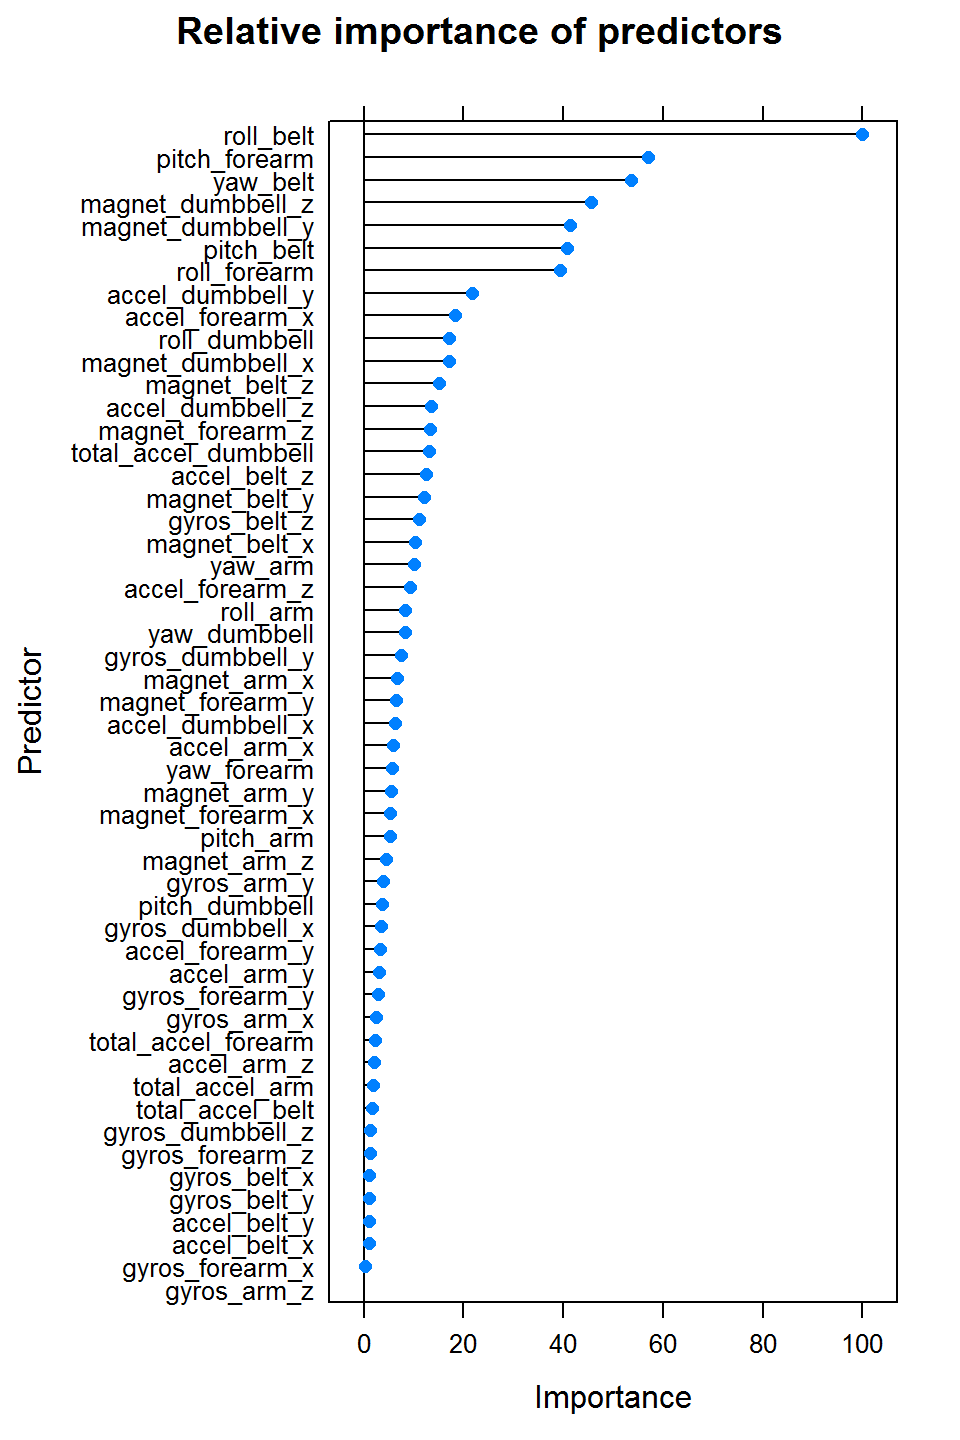 Relative importance of predictors
roll_belt
pitch_forearm
yaw_belt
magnet_dumbbell_z
magnet_dumbbell_y
pitch_belt
roll_forearm
accel_dumbbell_y
accel_forearm_x
roll_dumbbell
magnet_dumbbell_x
magnet_belt_z
accel_dumbbell_z
magnet_forearm_z
total_accel_dumbbell
accel_belt_z
magnet_belt_y
gyros_belt_z
magnet_belt_x
yaw_arm
accel_forearm_z
roll_arm
yaw_dumbbell
gyros_dumbbell_y
magnet_arm_x
magnet_forearm_y
accel_dumbbell_x
accel_arm_x
yaw_forearm
magnet_arm_y
magnet_forearm_x
pitch_arm
magnet_arm_z
gyros_arm_y
pitch_dumbbell
gyros_dumbbell_x
accel_forearm_y
accel_arm_y
gyros_forearm_y
gyros_arm_x
total_accel_forearm
accel_arm_z
total_accel_arm
total_accel_belt
gyros_dumbbell_z
gyros_forearm_z
gyros_belt_x
gyros_belt_y
accel_belt_y
accel_belt_x
gyros_forearm_x
gyros_arm_z
Predictor
0 20 40 60 80 100
Importance